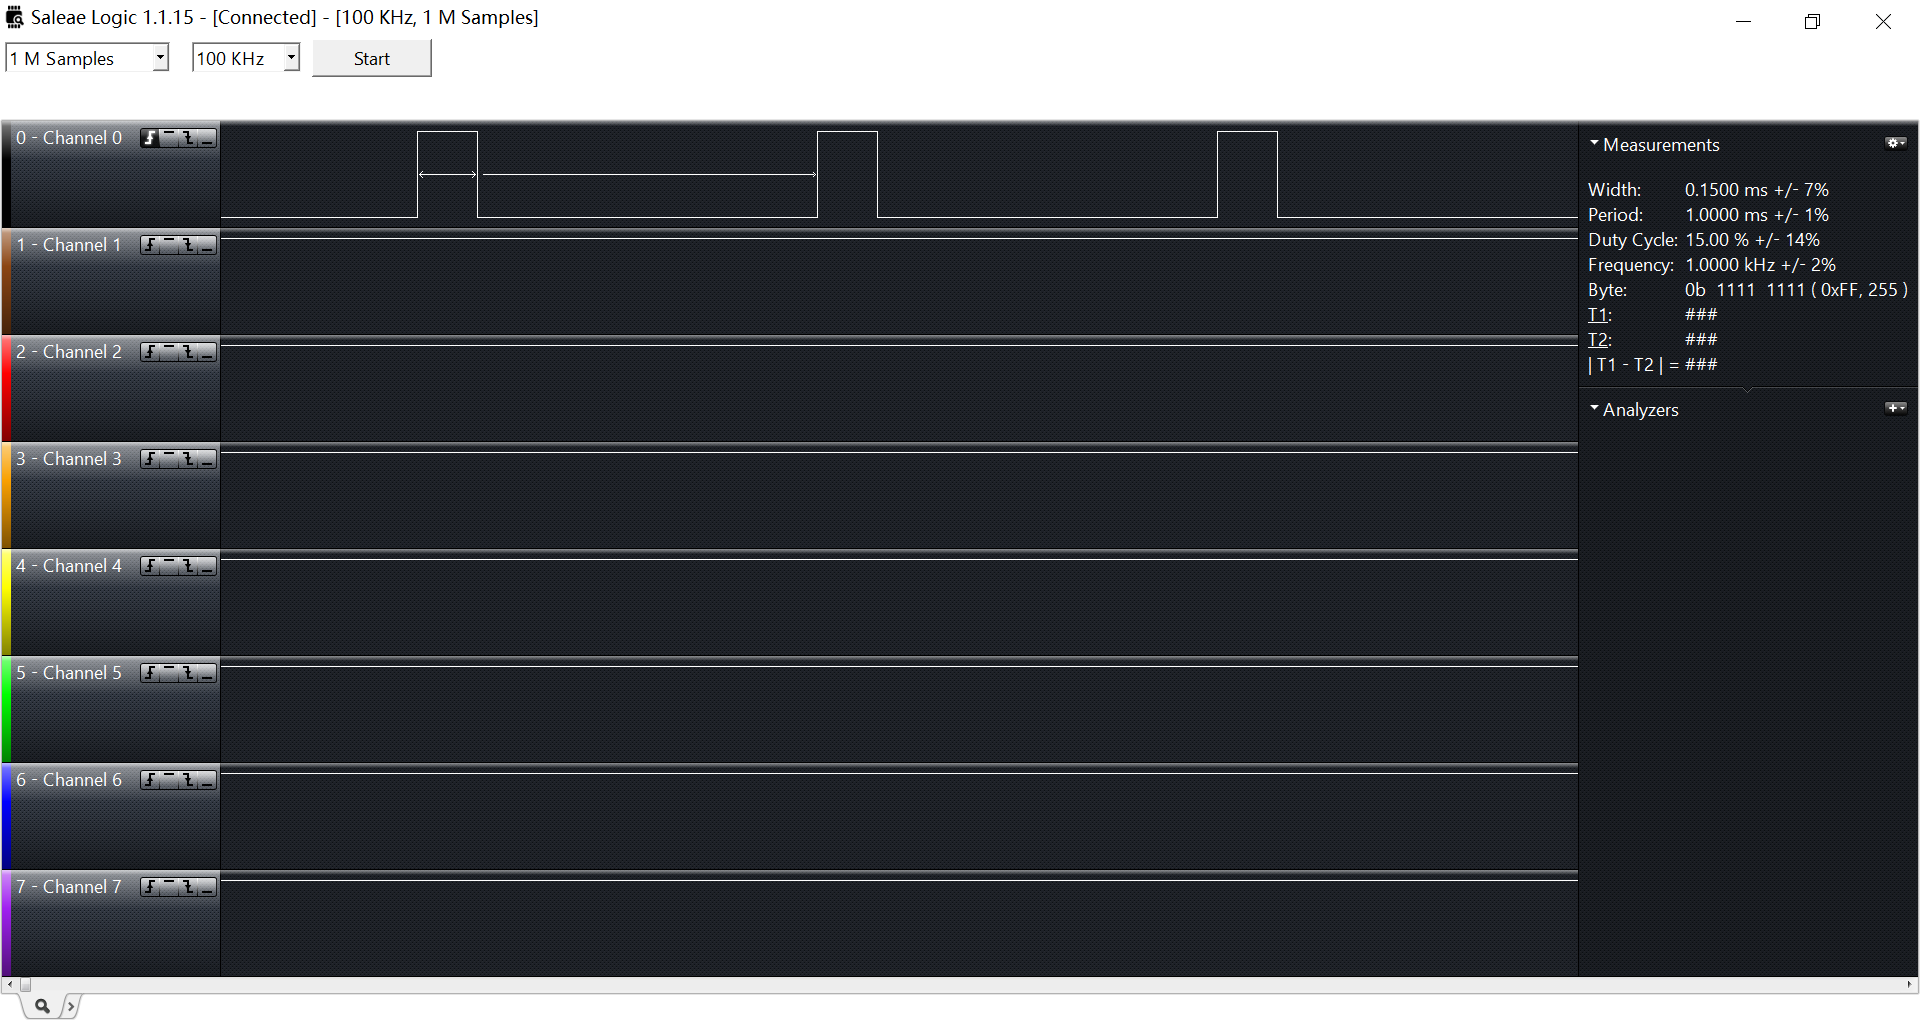 Saleae Logic 1.1.15 - [Connected] - [100 KHz, 1 M Samples]
1 M Samples 100 KHz Start
0 - Channel 0
1 - Channel 1
2 - Channel 2
3 - Channel 3
4 - Channel 4
5 - Channel 5
6 - Channel 6
7 - Channel 7
Measurements
Width: 0.1500 ms +/- 7%
Period: 1.0000 ms +/- 1%
Duty Cycle: 15.00 % +/- 14%
Frequency: 1.0000 kHz +/- 2%
Byte: 0b 1111 1111 ( 0xFF, 255 )
T1: ###
T2: ###
| T1 - T2 | = ###
Analyzers